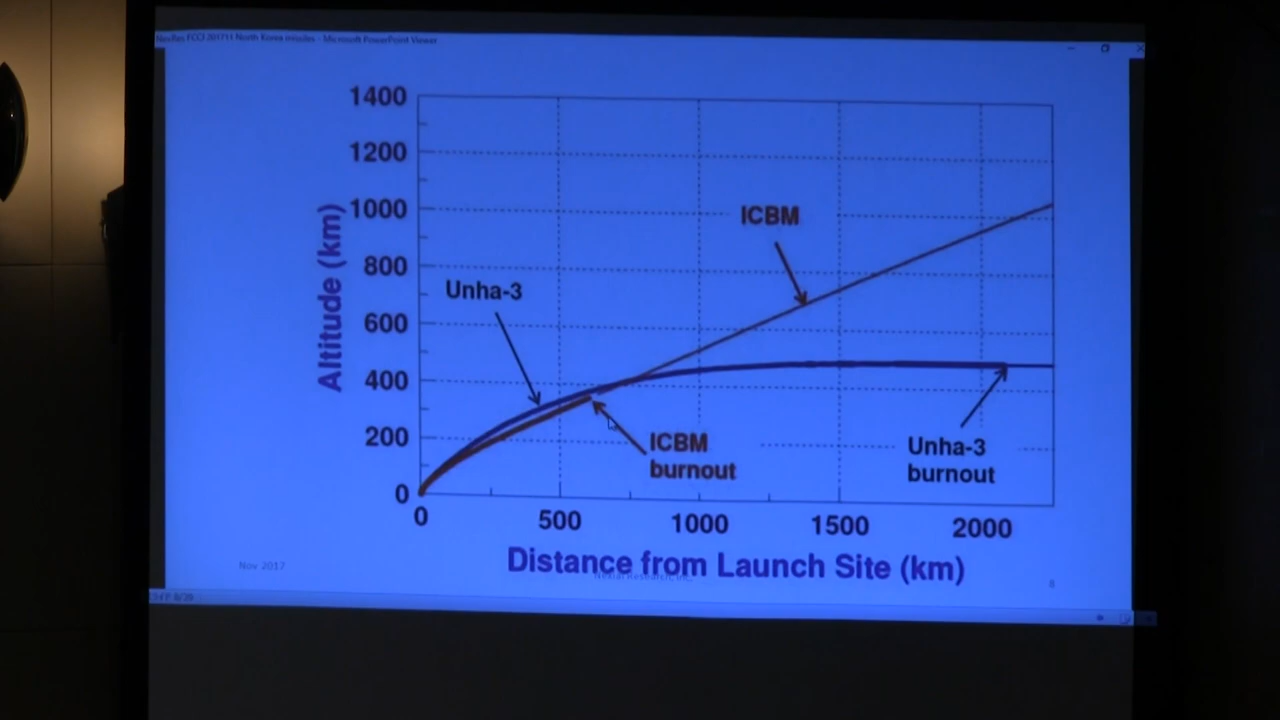 Nexilis FCCI 201711 North Korea missiles - Microsoft PowerPoint Viewer
1400
1200
1000
800
600
400
200
0
Altitude (km)
ICBM
Unha-3
ICBM
burnout
Unha-3
burnout
0
500
1000
1500
2000
Distance from Launch Site (km)
Nov 2017
8